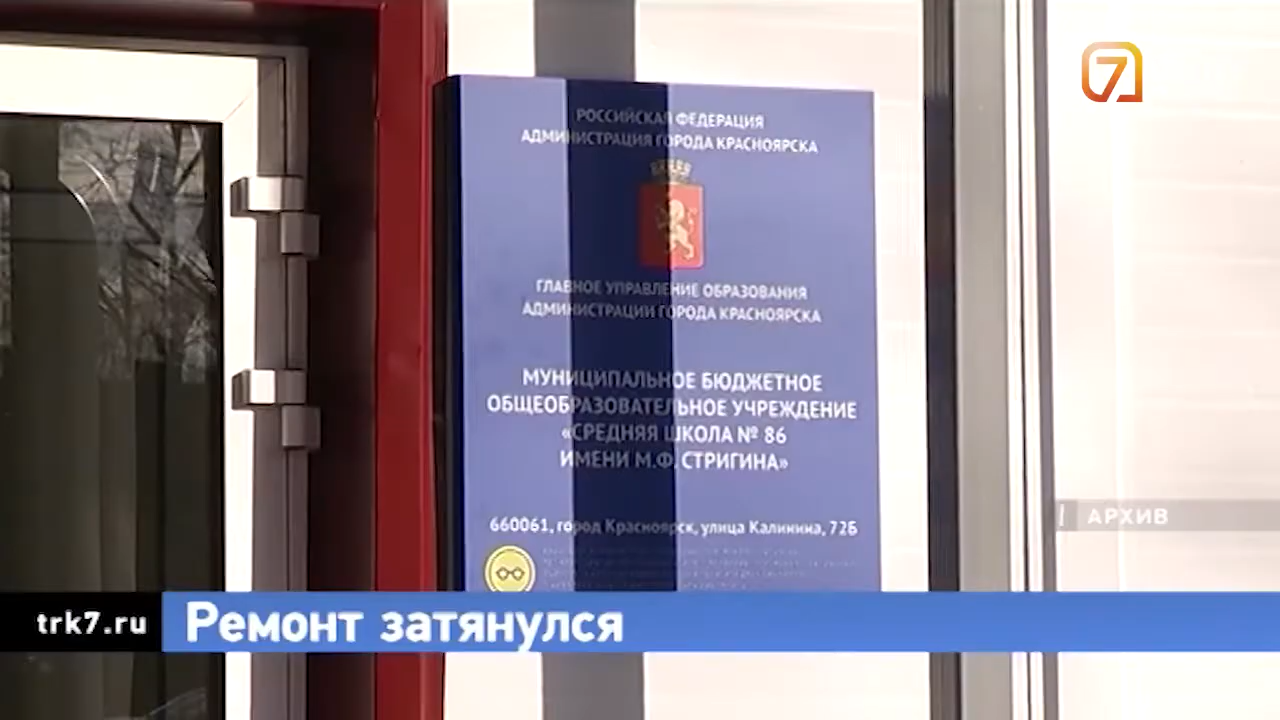 7
РОССИЙСКАЯ ФЕДЕРАЦИЯ
АДМИНИСТРАЦИЯ ГОРОДА КРАСНОЯРСКА
ГЛАВНОЕ УПРАВЛЕНИЕ ОБРАЗОВАНИЯ
АДМИНИСТРАЦИИ ГОРОДА КРАСНОЯРСКА
МУНИЦИПАЛЬНОЕ БЮДЖЕТНОЕ
ОБЩЕОБРАЗОВАТЕЛЬНОЕ УЧРЕЖДЕНИЕ
«СРЕДНЯЯ ШКОЛА № 86
ИМЕНИ М.Ф. СТРИГИНА»
660061, город Красноярск, улица Калинина, 72Б
АРХИВ
trk7.ru
Ремонт затянулся